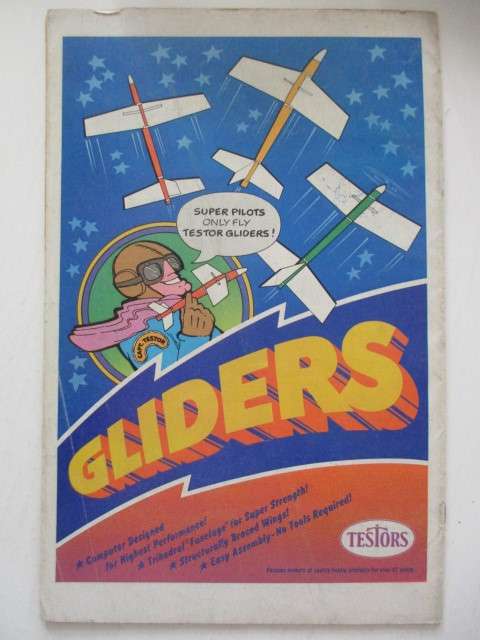 SUPER PILOTS
ONLY FLY
TESTOR GLIDERS!
CAPT. TESTOR
GLIDERS
★ Computer Designed
for Highest Performance!
★ Trihedral "Fuselage" for Super Strength!
★ Structurally Braced Wings!
★ Easy Assembly-No Tools Required!
TESTORS